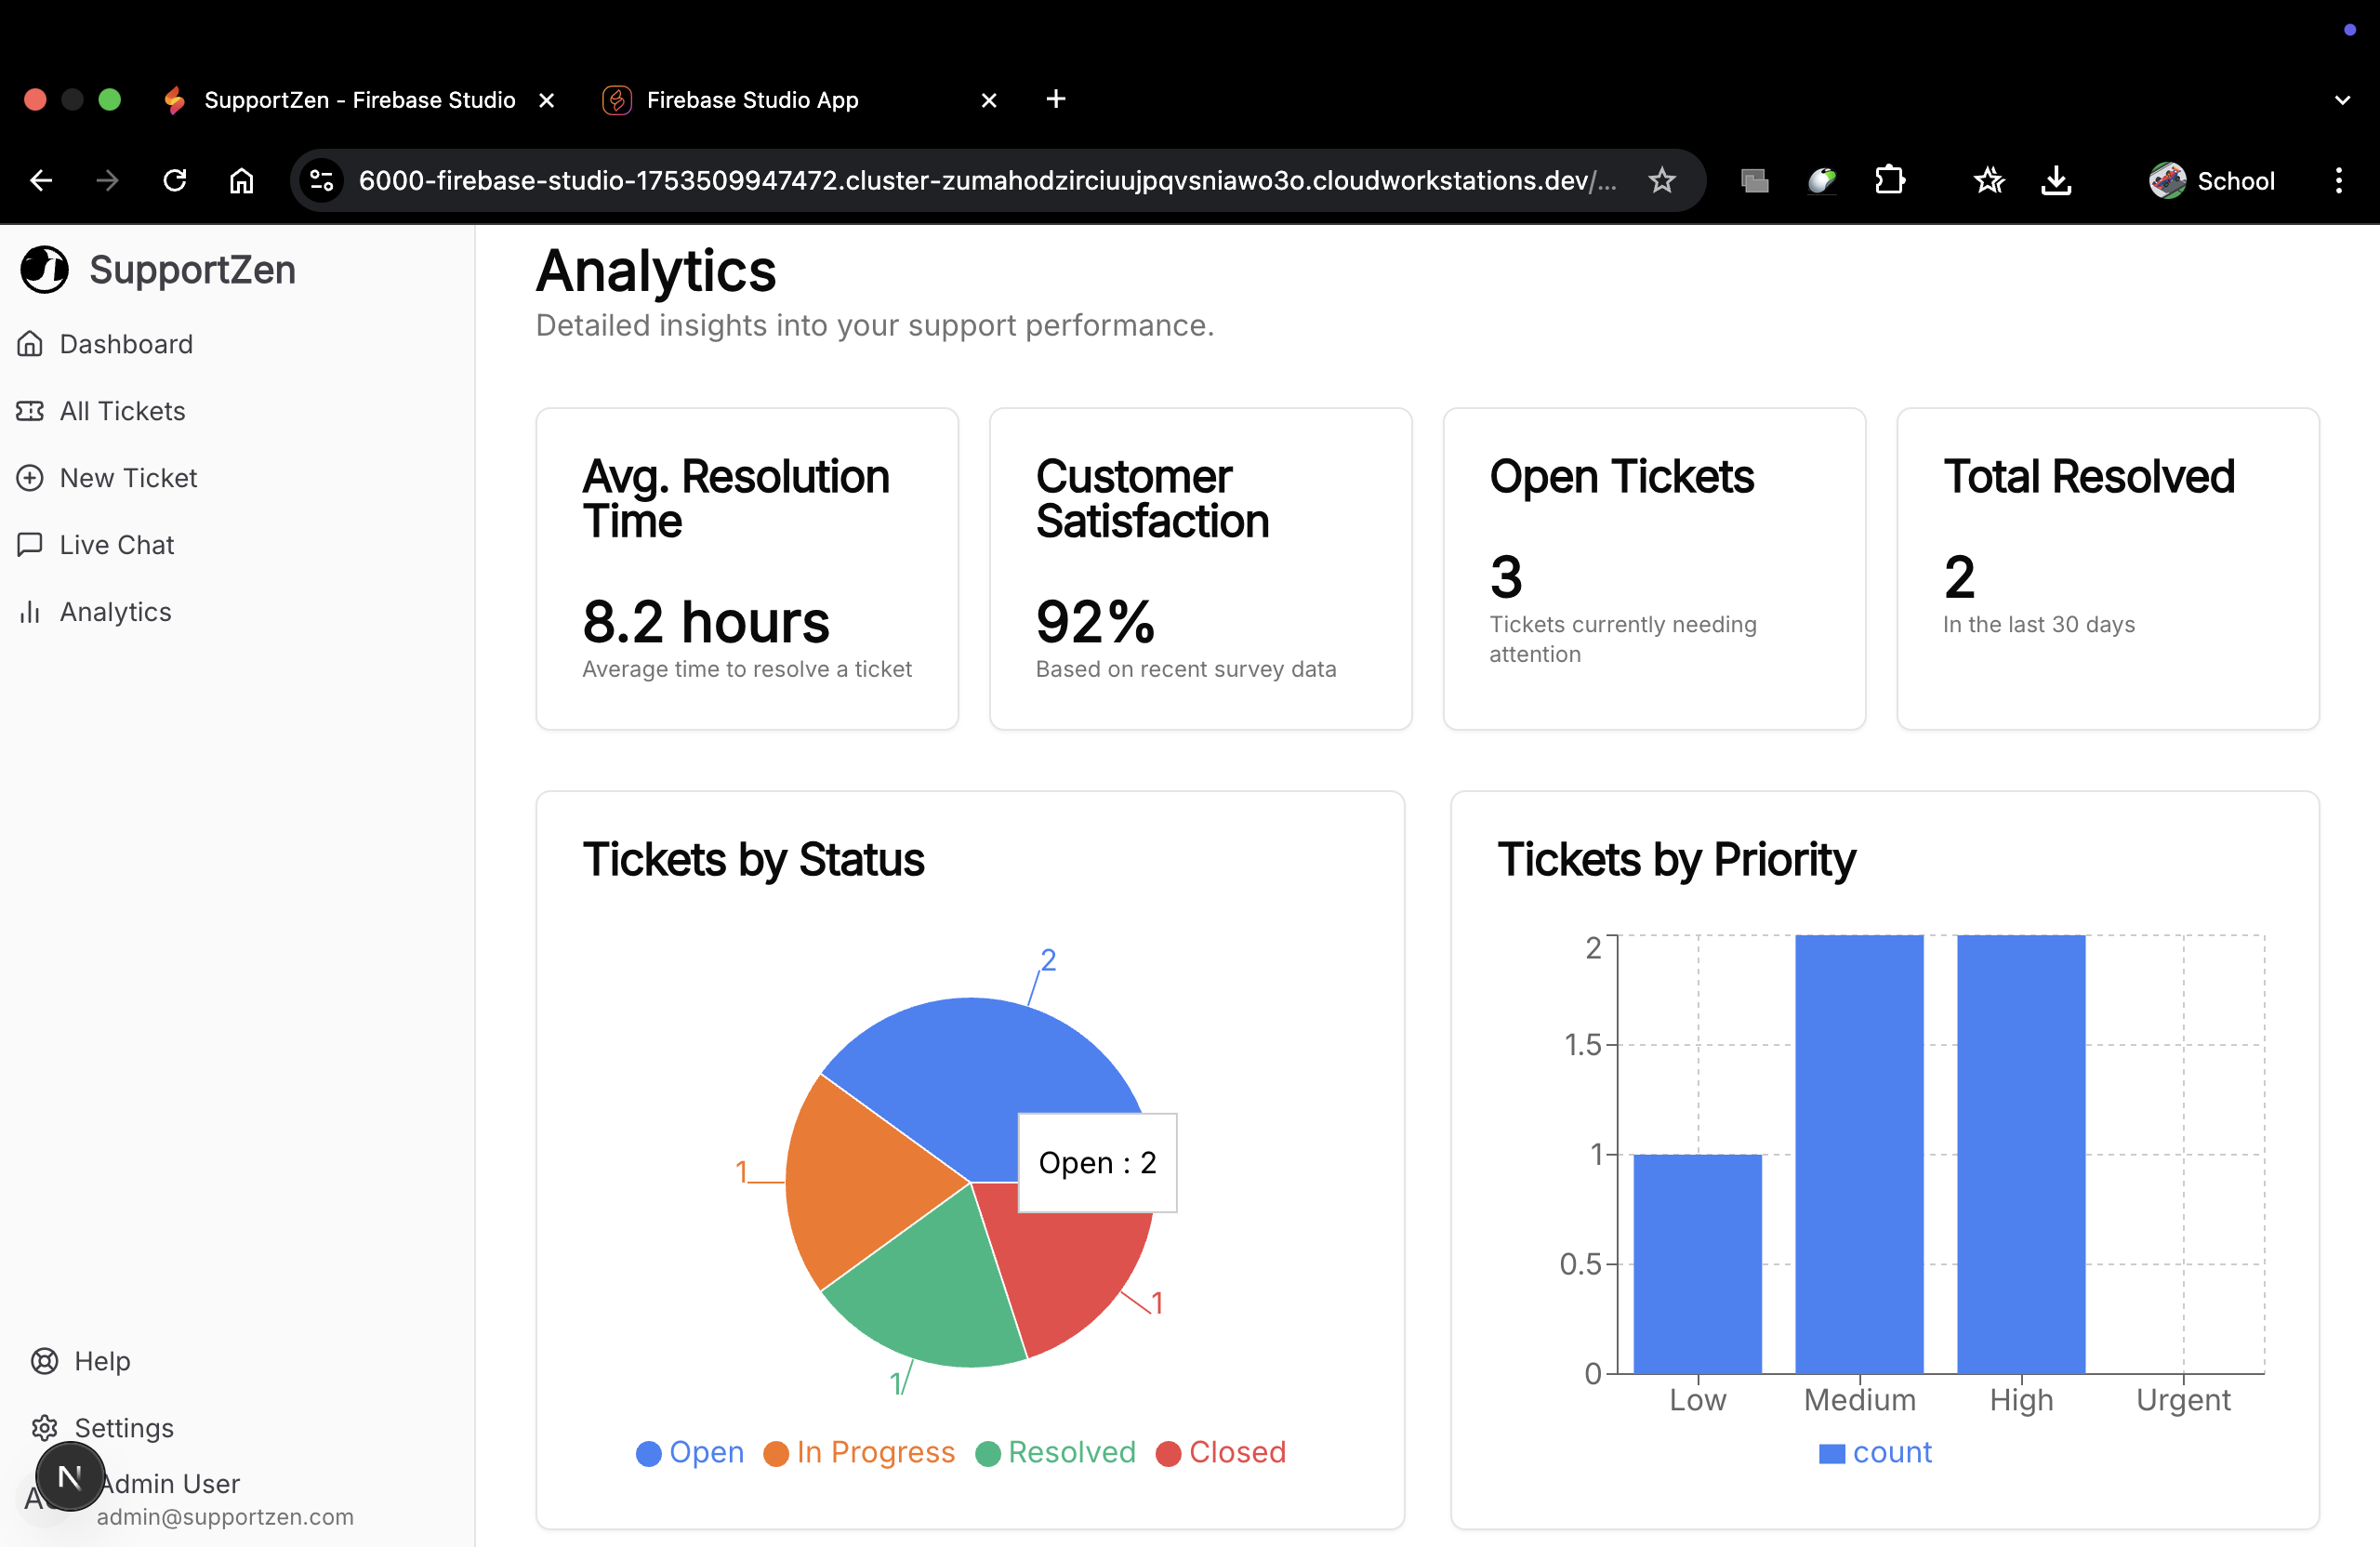 SupportZen - Firebase Studio
Firebase Studio App
6000-firebase-studio-1753509947472.cluster-zumahodzirciuujpqvsniawo3o.cloudworkstations.dev/...
School
SupportZen
Dashboard
All Tickets
New Ticket
Live Chat
Analytics
Help
Settings
N
Admin User
admin@supportzen.com
Analytics
Detailed insights into your support performance.
Avg. Resolution
Time
8.2 hours
Average time to resolve a ticket
Customer
Satisfaction
92%
Based on recent survey data
Open Tickets
3
Tickets currently needing
attention
Total Resolved
2
In the last 30 days
Tickets by Status
2
1
Open : 2
1
1
Open In Progress Resolved Closed
Tickets by Priority
2
1.5
1
0.5
0
Low Medium High Urgent
count